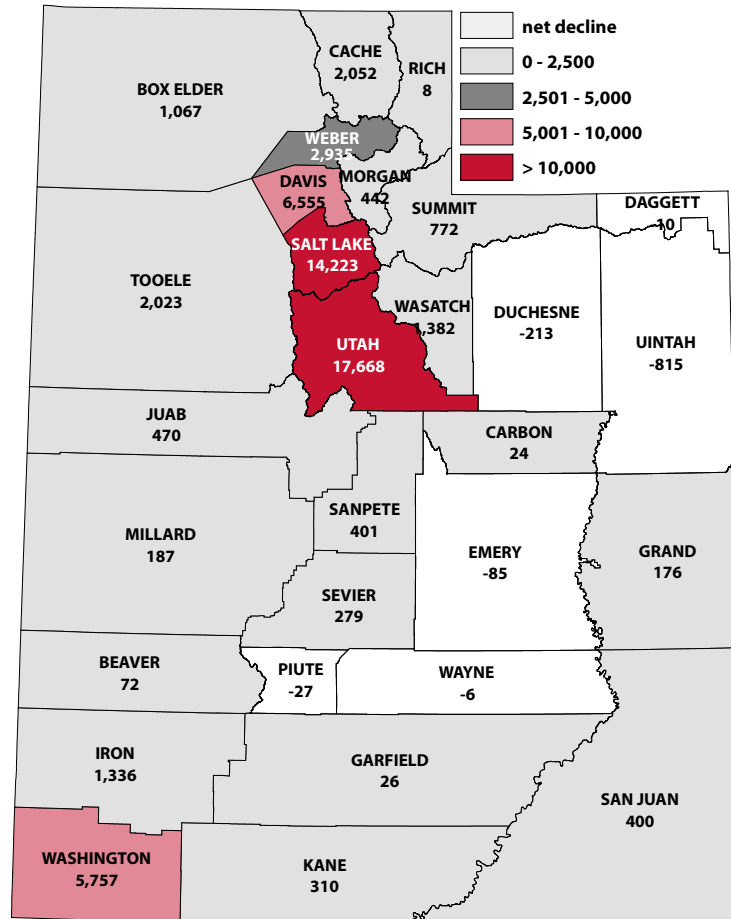 net decline
0 - 2,500
2,501 - 5,000
5,001 - 10,000
> 10,000
CACHE
2,052
RICH
8
BOX ELDER
1,067
WEBER
2,935
DAVIS
6,555
MORGAN
442
SUMMIT
772
DAGGETT
10
SALT LAKE
14,223
TOOELE
2,023
WASATCH
1,382
DUCHESNE
-213
UINTAH
-815
UTAH
17,668
JUAB
470
CARBON
24
SANPETE
401
MILLARD
187
EMERY
-85
GRAND
176
SEVIER
279
BEAVER
72
PIUTE
-27
WAYNE
-6
IRON
1,336
GARFIELD
26
SAN JUAN
400
WASHINGTON
5,757
KANE
310